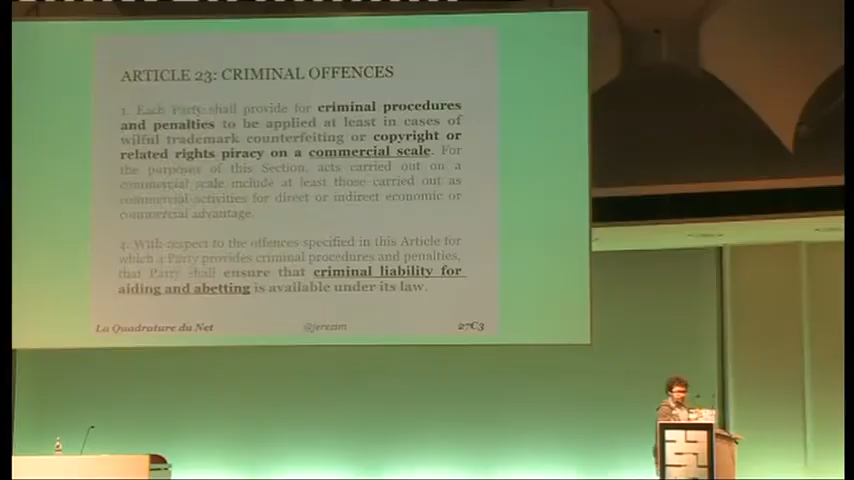 ARTICLE 23: CRIMINAL OFFENCES
1. Each Party shall provide for criminal procedures
and penalties to be applied at least in cases of
wilful trademark counterfeiting or copyright or
related rights piracy on a commercial scale. For
the purposes of this Section, acts carried out on a
commercial scale include at least those carried out as
commercial activities for direct or indirect economic or
commercial advantage.
4. With respect to the offences specified in this Article for
which a Party provides criminal procedures and penalties,
that Party shall ensure that criminal liability for
aiding and abetting is available under its law.
La Quadrature du Net
@jerezim
27C3